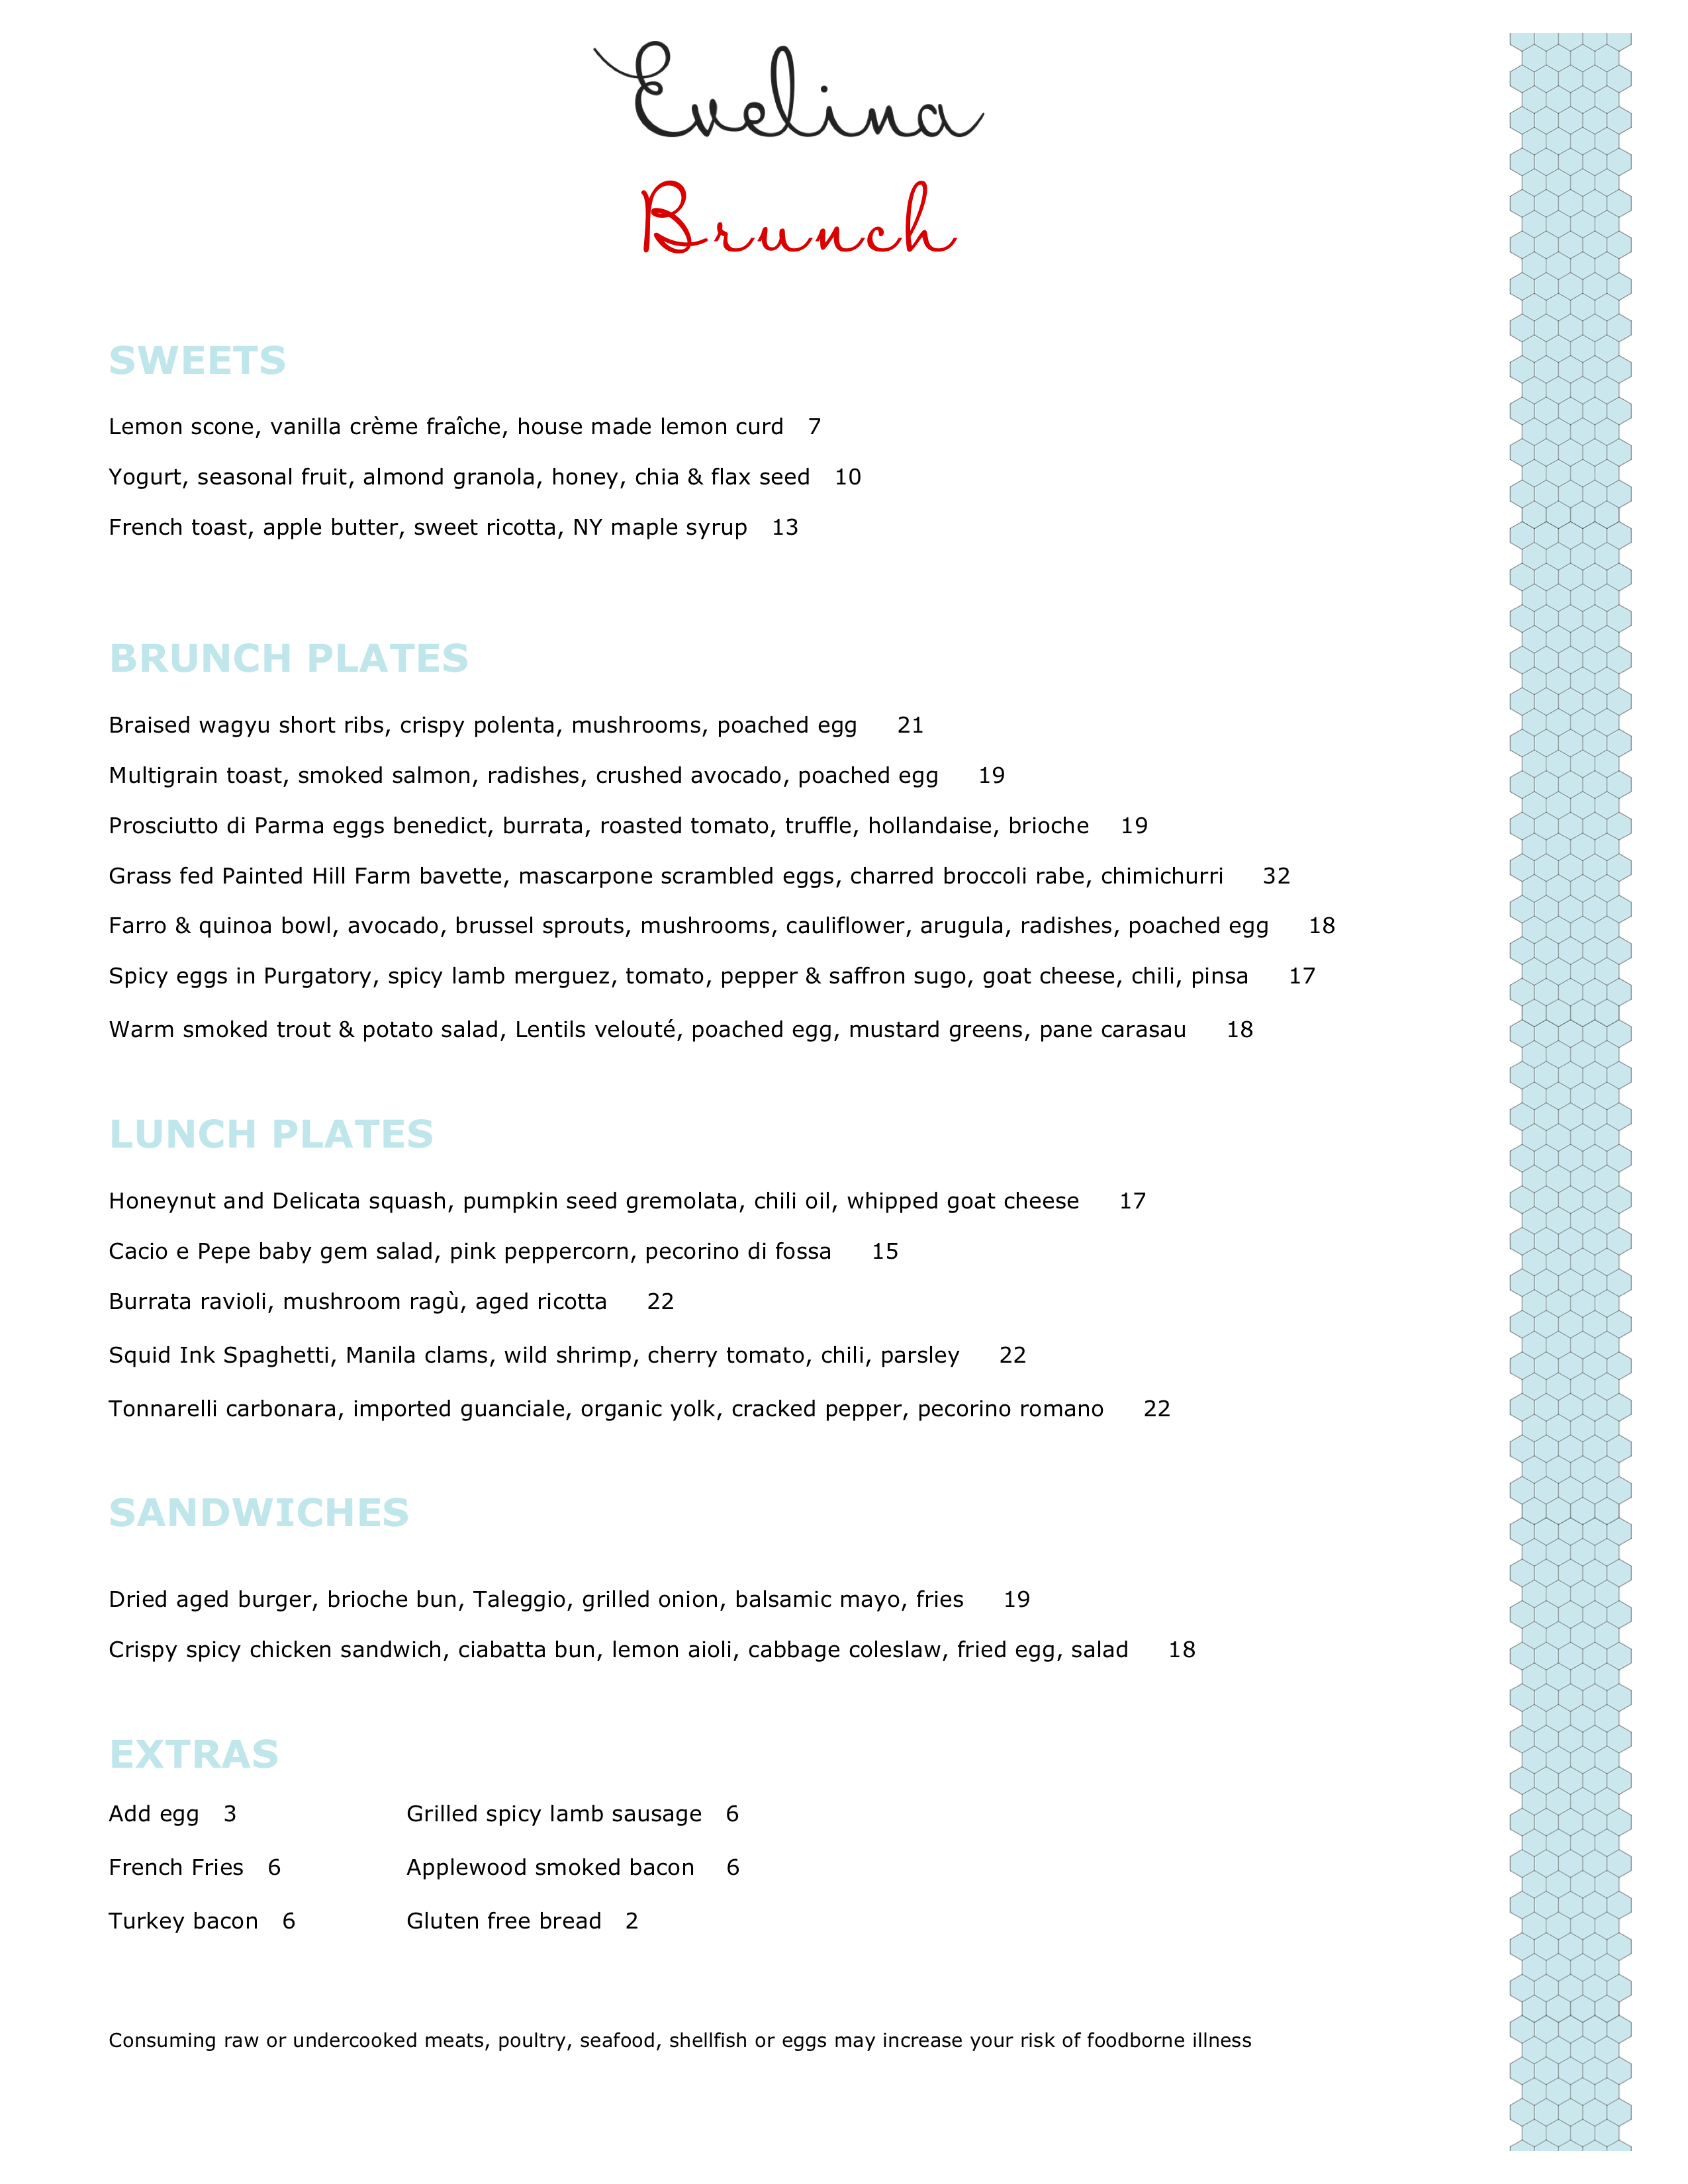 Evelina
Brunch
SWEETS
Lemon scone, vanilla crème fraîche, house made lemon curd 7
Yogurt, seasonal fruit, almond granola, honey, chia & flax seed 10
French toast, apple butter, sweet ricotta, NY maple syrup 13
BRUNCH PLATES
Braised wagyu short ribs, crispy polenta, mushrooms, poached egg 21
Multigrain toast, smoked salmon, radishes, crushed avocado, poached egg 19
Prosciutto di Parma eggs benedict, burrata, roasted tomato, truffle, hollandaise, brioche 19
Grass fed Painted Hill Farm bavette, mascarpone scrambled eggs, charred broccoli rabe, chimichurri 32
Farro & quinoa bowl, avocado, brussel sprouts, mushrooms, cauliflower, arugula, radishes, poached egg 18
Spicy eggs in Purgatory, spicy lamb merguez, tomato, pepper & saffron sugo, goat cheese, chili, pinsa 17
Warm smoked trout & potato salad, Lentils velouté, poached egg, mustard greens, pane carasau 18
LUNCH PLATES
Honeynut and Delicata squash, pumpkin seed gremolata, chili oil, whipped goat cheese 17
Cacio e Pepe baby gem salad, pink peppercorn, pecorino di fossa 15
Burrata ravioli, mushroom ragù, aged ricotta 22
Squid Ink Spaghetti, Manila clams, wild shrimp, cherry tomato, chili, parsley 22
Tonnarelli carbonara, imported guanciale, organic yolk, cracked pepper, pecorino romano 22
SANDWICHES
Dried aged burger, brioche bun, Taleggio, grilled onion, balsamic mayo, fries 19
Crispy spicy chicken sandwich, ciabatta bun, lemon aioli, cabbage coleslaw, fried egg, salad 18
EXTRAS
Add egg 3 Grilled spicy lamb sausage 6
French Fries 6 Applewood smoked bacon 6
Turkey bacon 6 Gluten free bread 2
Consuming raw or undercooked meats, poultry, seafood, shellfish or eggs may increase your risk of foodborne illness